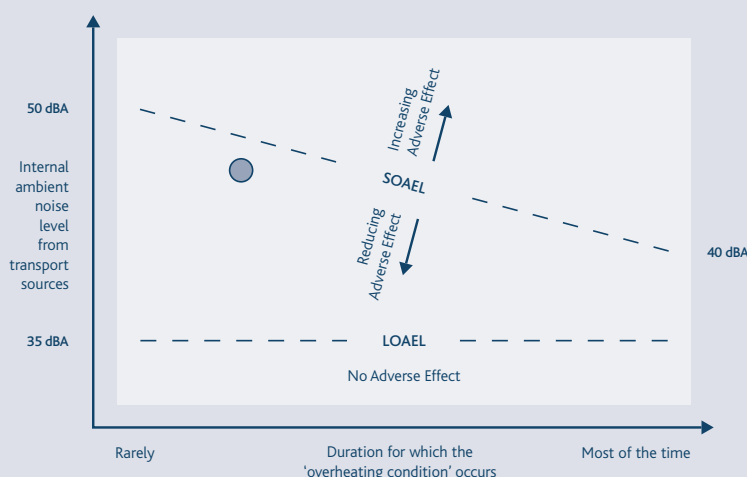 50 dBA
Internal
ambient
noise
level
from
transport
sources
35 dBA
Increasing
Adverse Effect
SOAEL
Reducing
Adverse Effect
40 dBA
LOAEL
No Adverse Effect
Rarely
Duration for which the
'overheating condition' occurs
Most of the time